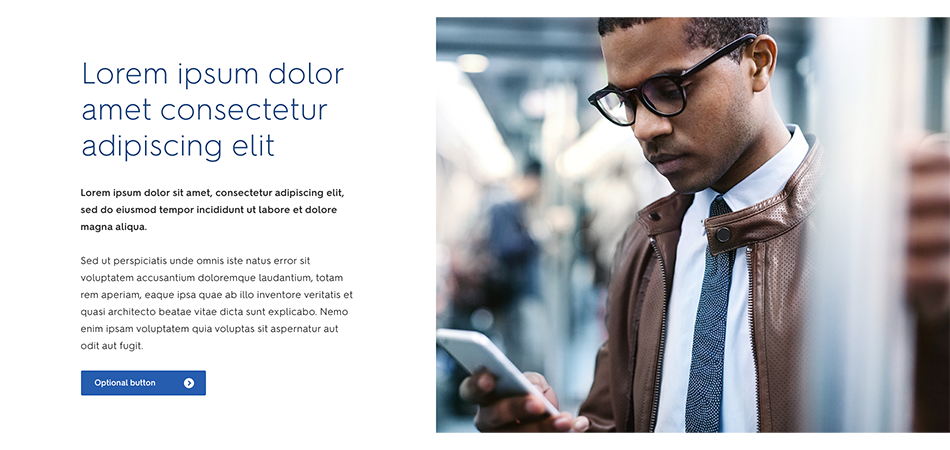 Lorem ipsum dolor
amet consectetur
adipiscing elit
Lorem ipsum dolor sit amet, consectetur adipiscing elit,
sed do eiusmod tempor incididunt ut labore et dolore
magna aliqua.
Sed ut perspiciatis unde omnis iste natus error sit
voluptatem accusantium doloremque laudantium, totam
rem aperiam, eaque ipsa quae ab illo inventore veritatis et
quasi architecto beatae vitae dicta sunt explicabo. Nemo
enim ipsam voluptatem quia voluptas sit aspernatur aut
odit aut fugit.
Optional button